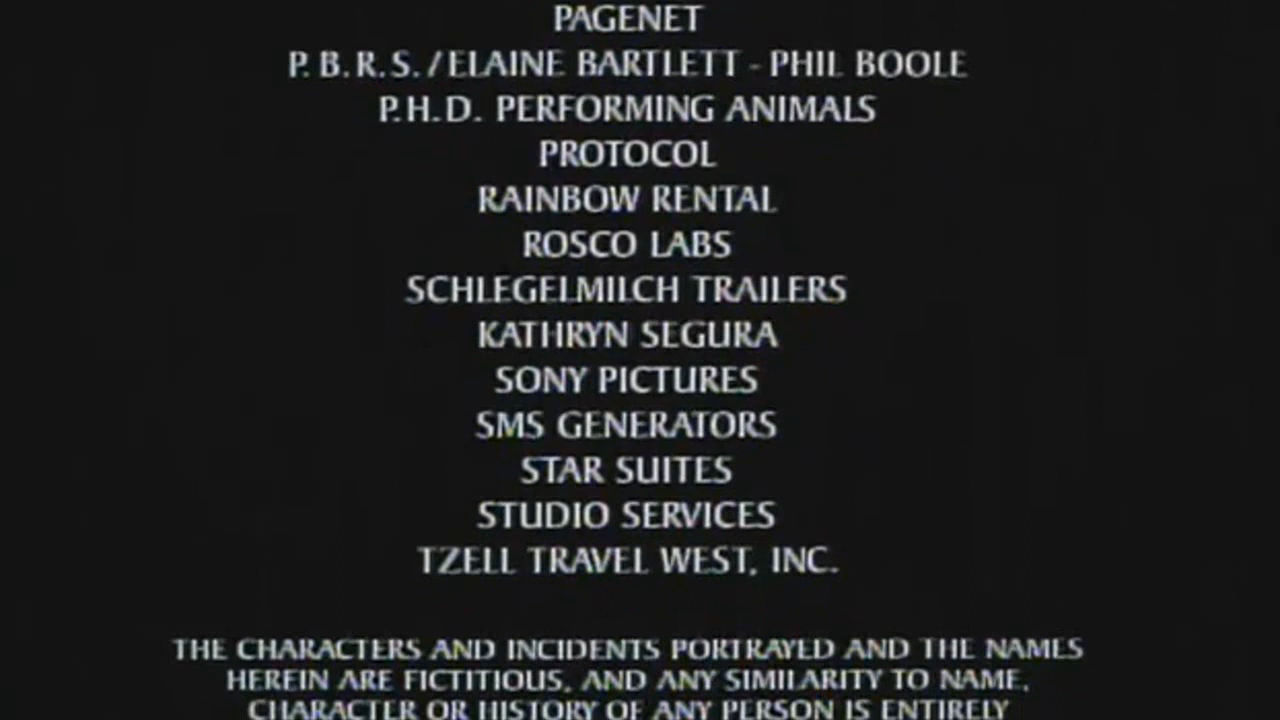 PAGENET
P.B.R.S./ELAINE BARTLETT - PHIL BOOLE
P.H.D. PERFORMING ANIMALS
PROTOCOL
RAINBOW RENTAL
ROSCO LABS
SCHLEGELMILCH TRAILERS
KATHRYN SEGURA
SONY PICTURES
SMS GENERATORS
STAR SUITES
STUDIO SERVICES
TZELL TRAVEL WEST, INC.
THE CHARACTERS AND INCIDENTS PORTRAYED AND THE NAMES
HEREIN ARE FICTITIOUS, AND ANY SIMILARITY TO NAME,
CHARACTER OR HISTORY OF ANY PERSON IS ENTIRELY